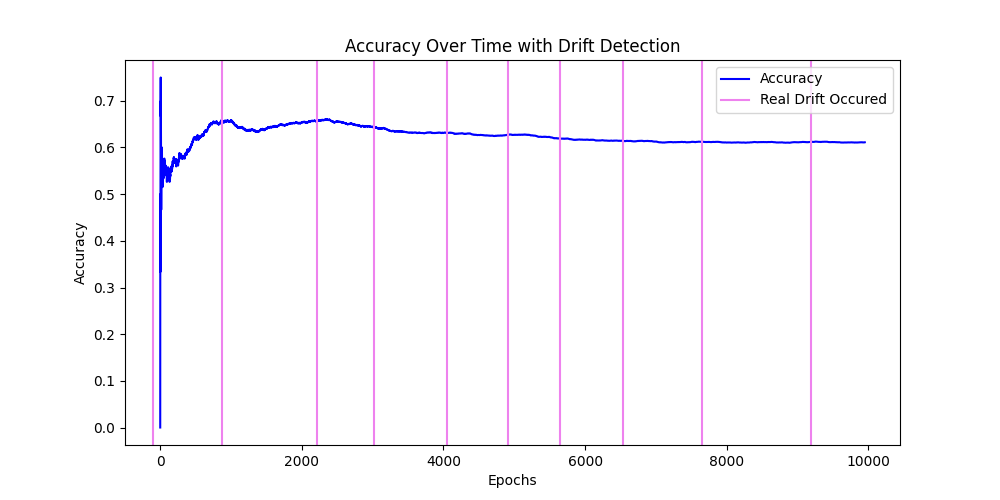 Accuracy Over Time with Drift Detection
Accuracy
Real Drift Occured
0.7
0.6
0.5
0.4
0.3
0.2
0.1
0.0
Accuracy
0 2000 4000 6000 8000 10000
Epochs